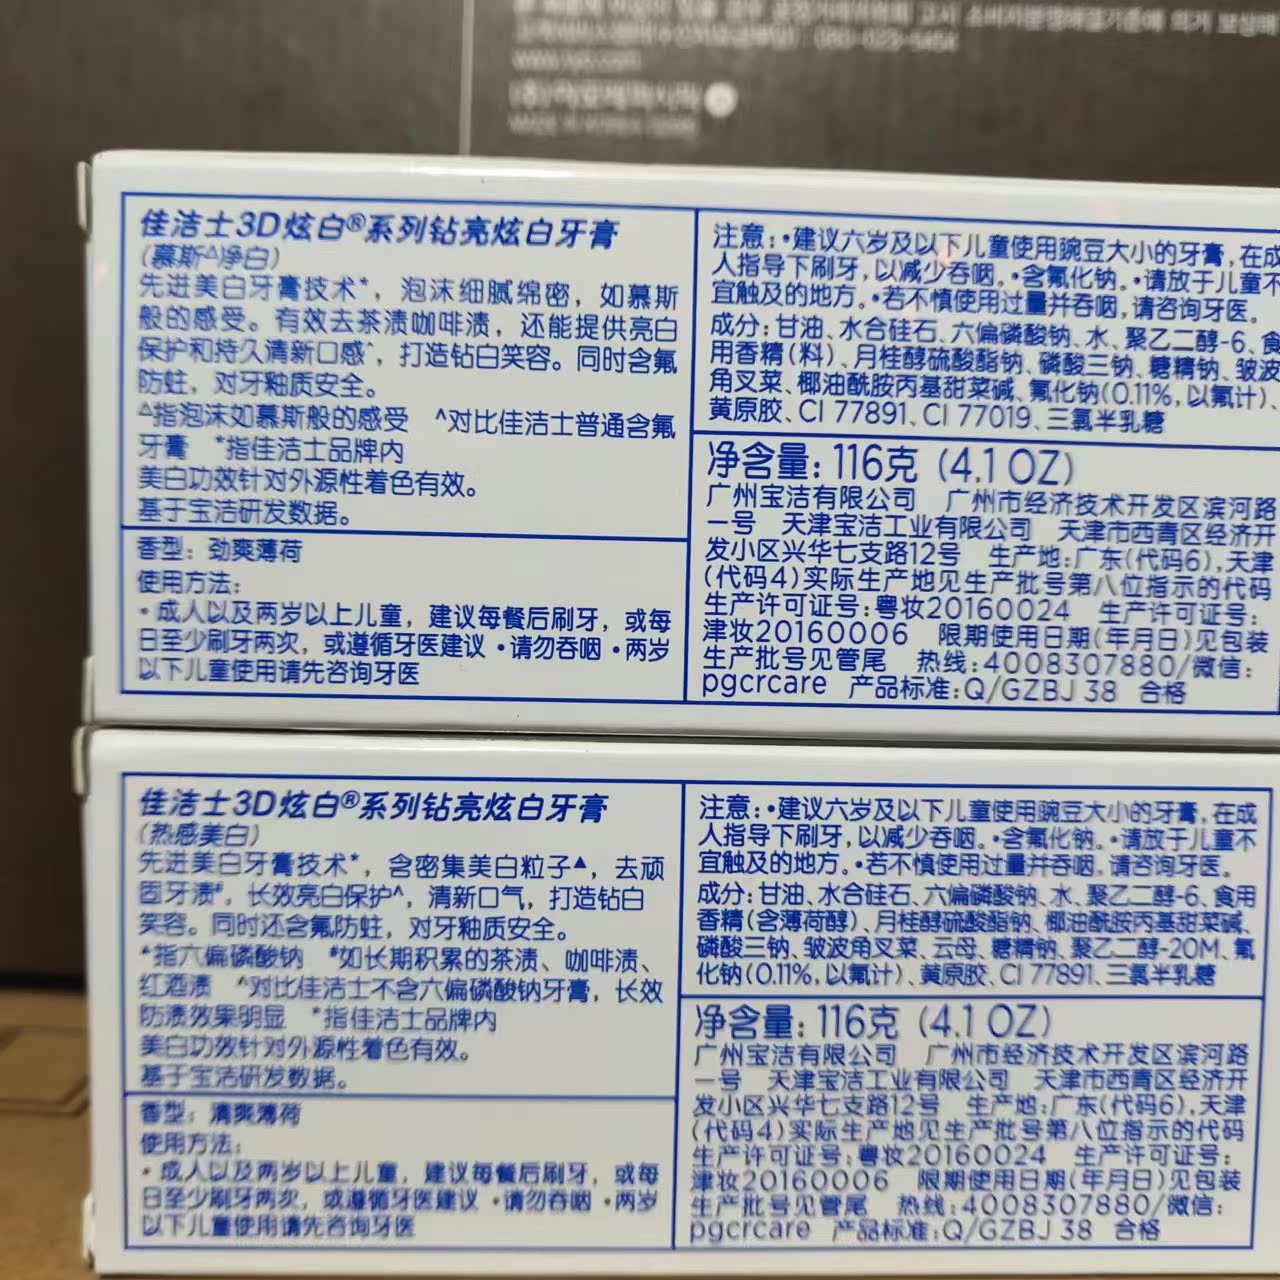 佳洁士3D炫白®系列钻亮炫白牙膏
(慕斯△净白)
先进美白牙膏技术*，泡沫细腻绵密，如慕斯
般的感受。有效去茶渍咖啡渍，还能提供亮白
保护和持久清新口感^，打造钻白笑容。同时含氟
防蛀，对牙釉质安全。
△指泡沫如慕斯般的感受 ^对比佳洁士普通含氟
牙膏 *指佳洁士品牌内
美白功效针对外源性着色有效。
基于宝洁研发数据。
香型：劲爽薄荷
使用方法：
•成人以及两岁以上儿童，建议每餐后刷牙，或每
日至少刷牙两次，或遵循牙医建议 •请勿吞咽 •两岁
以下儿童使用请先咨询牙医
注意：•建议六岁及以下儿童使用豌豆大小的牙膏，在成
人指导下刷牙，以减少吞咽。•含氟化钠。•请放于儿童不
宜触及的地方。•若不慎使用过量并吞咽，请咨询牙医。
成分：甘油、水合硅石、六偏磷酸钠、水、聚乙二醇-6、食
用香精(料)、月桂醇硫酸酯钠、磷酸三钠、糖精钠、皱波
角叉菜、椰油酰胺丙基甜菜碱、氟化钠(0.11%，以氟计)、
黄原胶、CI 77891、CI 77019、三氯半乳糖
净含量：116克 (4.1 OZ)
广州宝洁有限公司 广州市经济技术开发区滨河路
一号 天津宝洁工业有限公司 天津市西青区经济开
发小区兴华七支路12号 生产地：广东(代码6)，天津
(代码4)实际生产地见生产批号第八位指示的代码
生产许可证号：粤妆20160024 生产许可证号：
津妆20160006 限期使用日期(年月日)见包装
生产批号见管尾 热线：4008307880/微信：
pgcrcare 产品标准：Q/GZBJ 38 合格
佳洁士3D炫白®系列钻亮炫白牙膏
(热感美白)
先进美白牙膏技术*，含密集美白粒子▲，去顽
固牙渍#，长效亮白保护^，清新口气，打造钻白
笑容。同时还含氟防蛀，对牙釉质安全。
▲指六偏磷酸钠 #如长期积累的茶渍、咖啡渍、
红酒渍 ^对比佳洁士不含六偏磷酸钠牙膏，长效
防渍效果明显 *指佳洁士品牌内
美白功效针对外源性着色有效。
基于宝洁研发数据。
香型：清爽薄荷
使用方法：
•成人以及两岁以上儿童，建议每餐后刷牙，或每
日至少刷牙两次，或遵循牙医建议 •请勿吞咽 •两岁
以下儿童使用请先咨询牙医
注意：•建议六岁及以下儿童使用豌豆大小的牙膏，在成
人指导下刷牙，以减少吞咽。•含氟化钠。•请放于儿童不
宜触及的地方。•若不慎使用过量并吞咽，请咨询牙医。
成分：甘油、水合硅石、六偏磷酸钠、水、聚乙二醇-6、食用
香精(含薄荷醇)、月桂醇硫酸酯钠、椰油酰胺丙基甜菜碱、
磷酸三钠、皱波角叉菜、云母、糖精钠、聚乙二醇-20M、氟
化钠(0.11%，以氟计)、黄原胶、CI 77891、三氯半乳糖
净含量：116克 (4.1 OZ)
广州宝洁有限公司 广州市经济技术开发区滨河路
一号 天津宝洁工业有限公司 天津市西青区经济开
发小区兴华七支路12号 生产地：广东(代码6)，天津
(代码4)实际生产地见生产批号第八位指示的代码
生产许可证号：粤妆20160024 生产许可证号：
津妆20160006 限期使用日期(年月日)见包装
生产批号见管尾 热线：4008307880/微信：
pgcrcare 产品标准：Q/GZBJ 38 合格